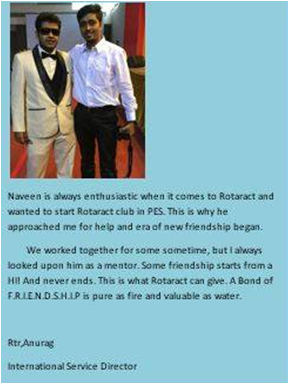 Naveen is always enthusiastic when it comes to Rotaract and
wanted to start Rotaract club in PES. This is why he
approached me for help and era of new friendship began.
We worked together for some sometime, but I always
looked upon him as a mentor. Some friendship starts from a
HI! And never ends. This is what Rotaract can give. A Bond of
F.R.I.E.N.D.S.H.I.P is pure as fire and valuable as water.
Rtr,Anurag
International Service Director